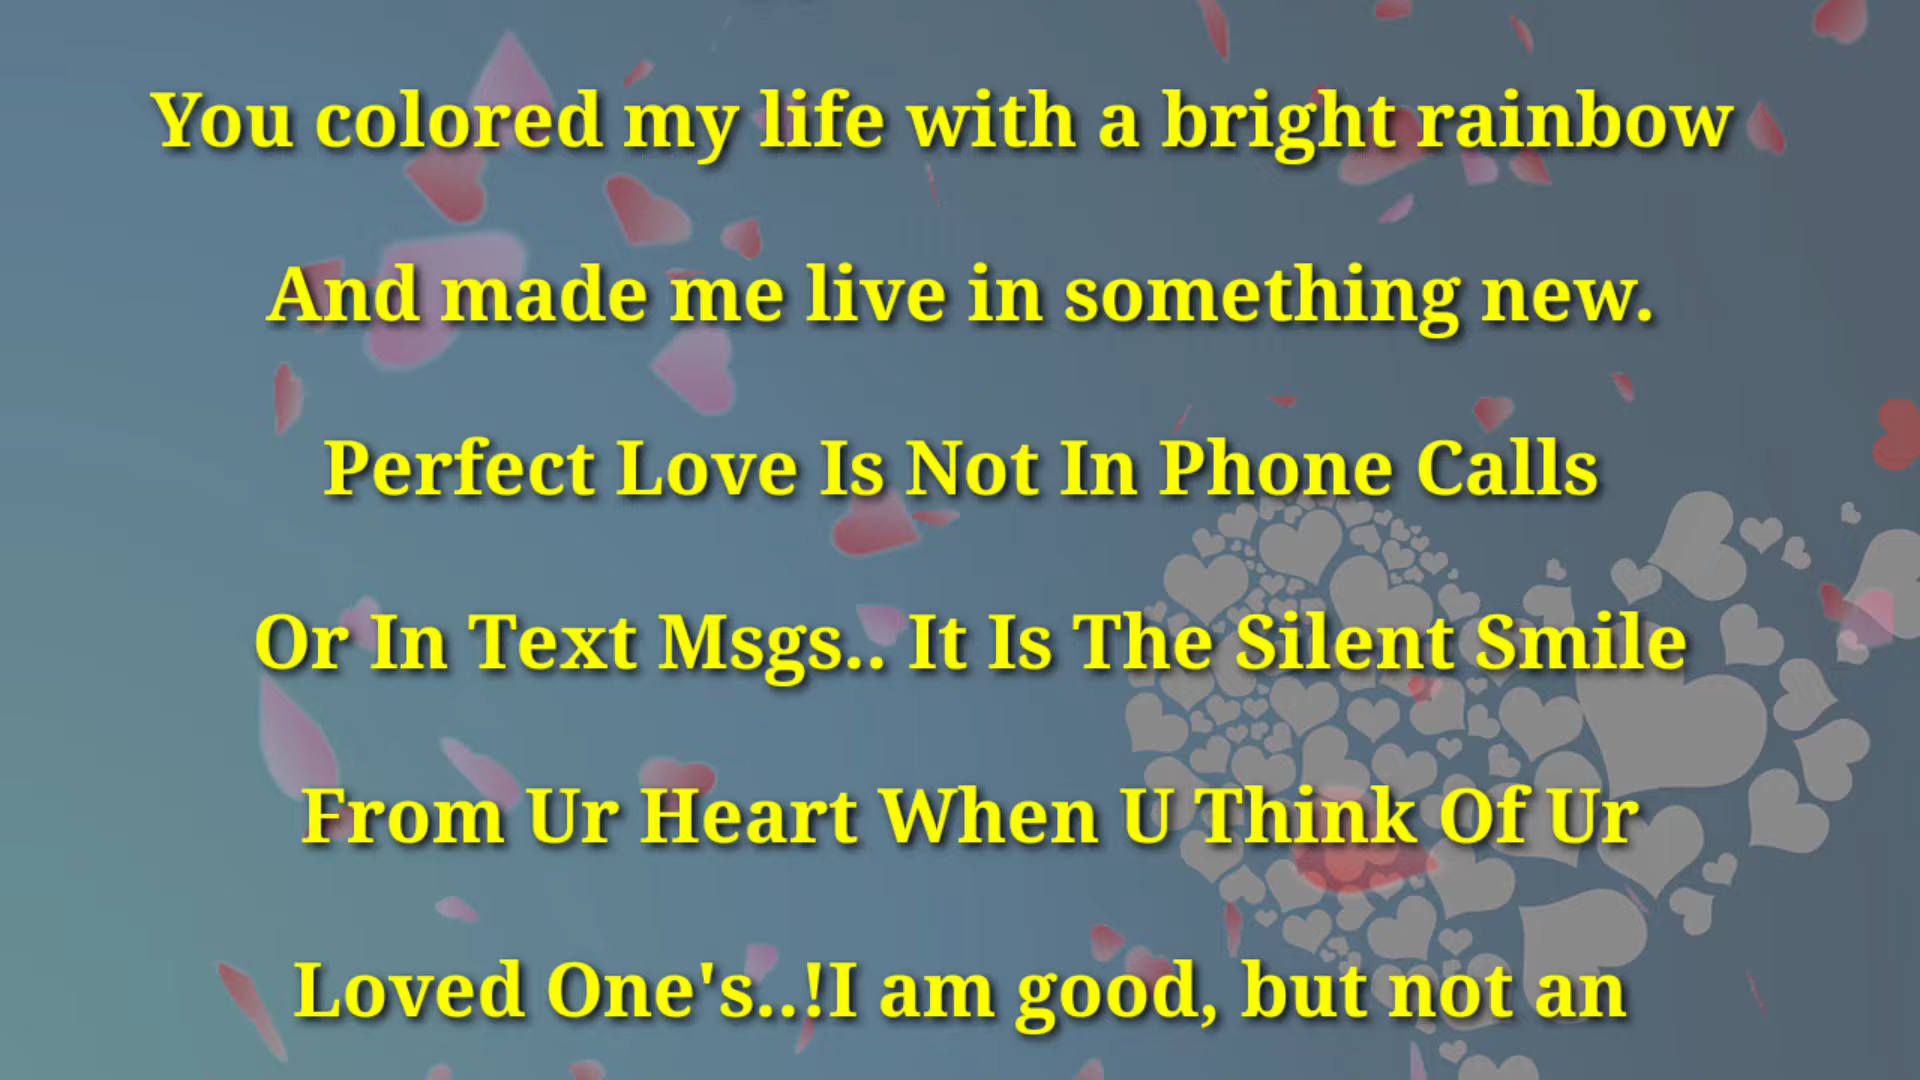 You colored my life with a bright rainbow
And made me live in something new.
Perfect Love Is Not In Phone Calls
Or In Text Msgs.. It Is The Silent Smile
From Ur Heart When U Think Of Ur
Loved One's..!I am good, but not an